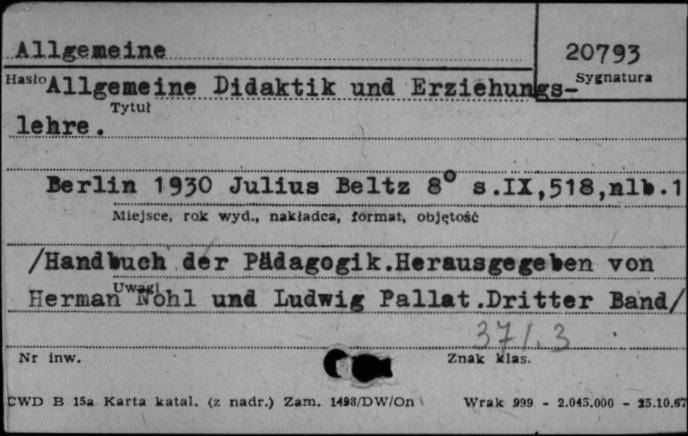 Allgemeine
20793
Hasło
Sygnatura
Allgemeine Didaktik und Erziehungs-
Tytuł
lehre.
Berlin 1930 Julius Beltz 8° s.IX,518,nlb.1
Miejsce, rok wyd., nakładca, format, objętość
/Handbuch der Pädagogik.Herausgegeben von
Uwagi
Herman Nohl und Ludwig Pallat.Dritter Band/
371.3
Nr inw.
Znak klas.
CWD B 15a Karta katal. (z nadr.) Zam. 1498/DW/On Wrak 999 - 2.045.000 - 25.10.67